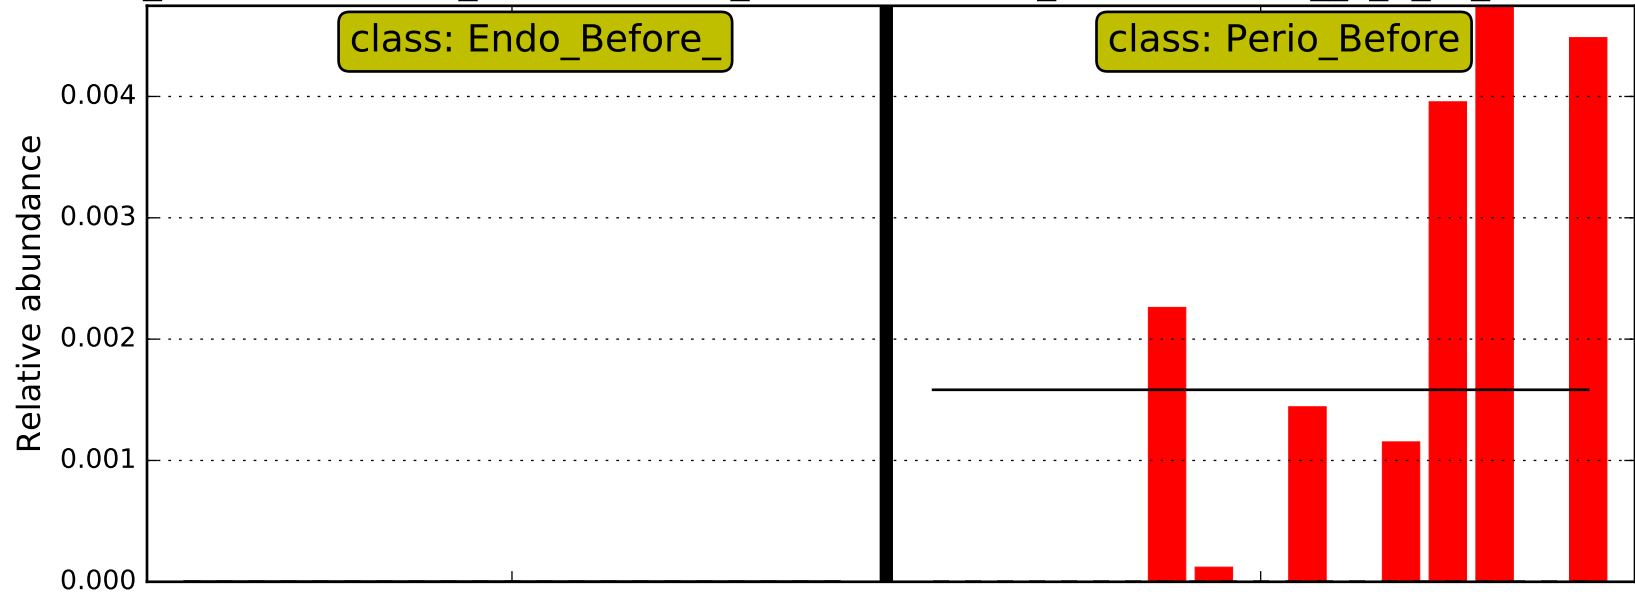 class: Endo_Before_
class: Perio_Before
Relative abundance
0.004
0.003
0.002
0.001
0.000